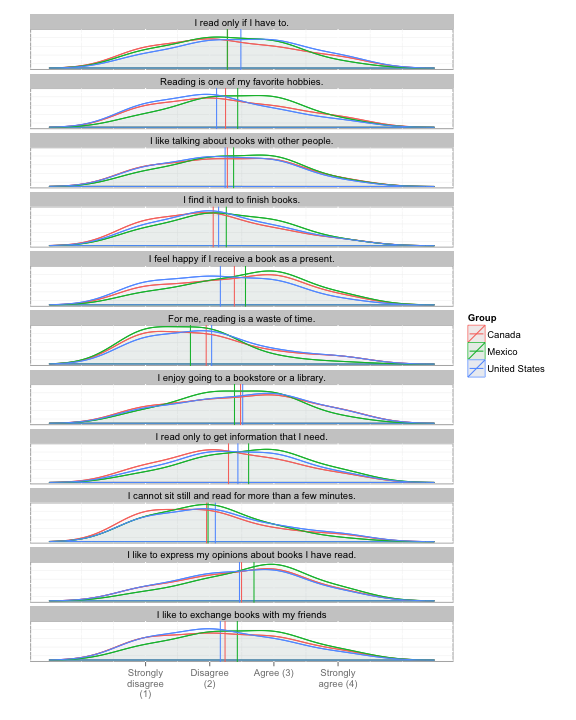 I read only if I have to.
Reading is one of my favorite hobbies.
I like talking about books with other people.
I find it hard to finish books.
I feel happy if I receive a book as a present.
For me, reading is a waste of time.
I enjoy going to a bookstore or a library.
I read only to get information that I need.
I cannot sit still and read for more than a few minutes.
I like to express my opinions about books I have read.
I like to exchange books with my friends
Strongly
disagree
(1)
Disagree
(2)
Agree (3)
Strongly
agree (4)
Group
Canada
Mexico
United States